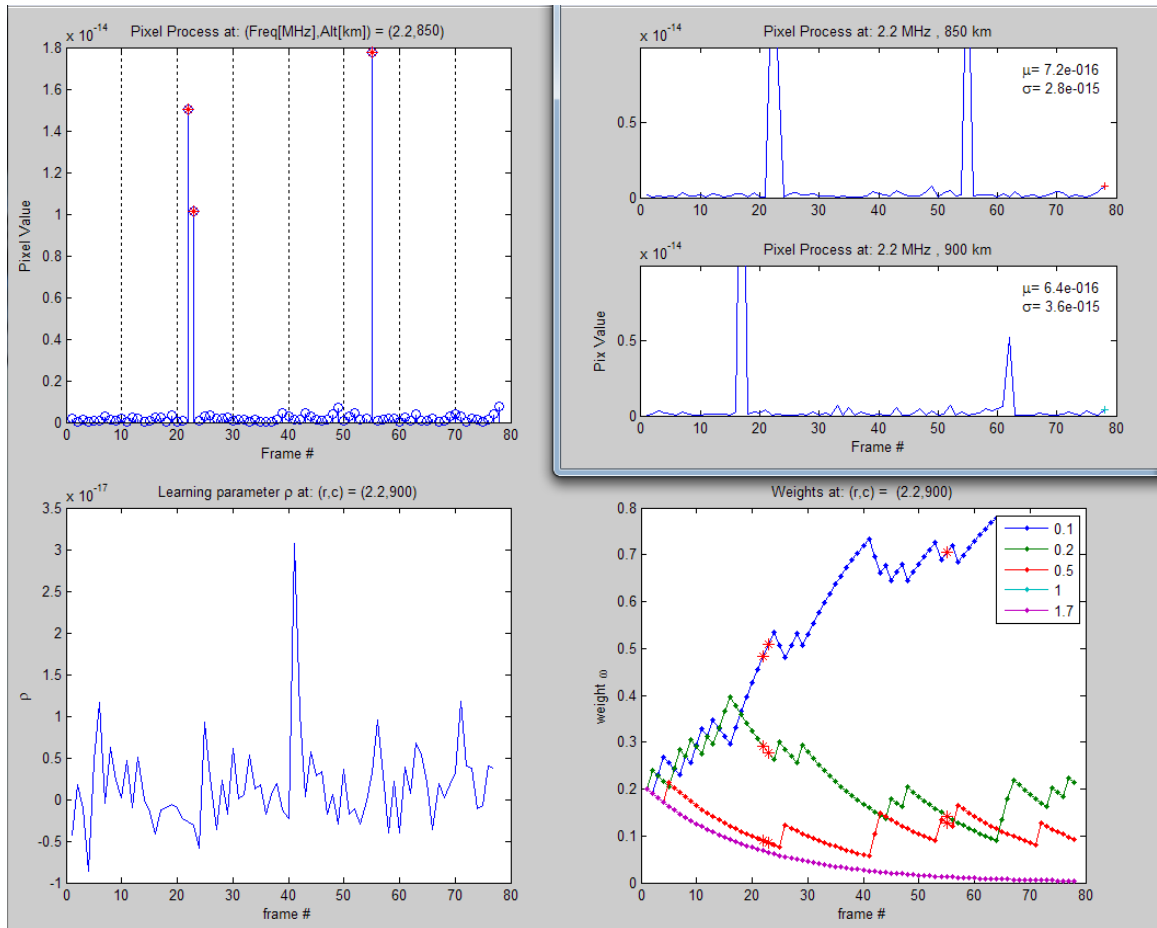 x 10^-14
Pixel Process at: (Freq[MHz],Alt[km]) = (2.2,850)
1.8
1.6
1.4
1.2
1
0.8
0.6
0.4
0.2
0
Pixel Value
0 10 20 30 40 50 60 70 80
Frame #
x 10^-14
Pixel Process at: 2.2 MHz , 850 km
μ= 7.2e-016
σ= 2.8e-015
0.5
0
0 10 20 30 40 50 60 70 80
x 10^-14
Pixel Process at: 2.2 MHz , 900 km
μ= 6.4e-016
σ= 3.6e-015
Pix Value
0.5
0
0 10 20 30 40 50 60 70 80
Frame #
x 10^-17
Learning parameter ρ at: (r,c) = (2.2,900)
3.5
3
2.5
2
1.5
1
0.5
0
-0.5
-1
ρ
0 10 20 30 40 50 60 70 80
frame #
Weights at: (r,c) = (2.2,900)
0.8
0.7
0.6
0.5
0.4
0.3
0.2
0.1
0
weight ω
0.1
0.2
0.5
1
1.7
0 10 20 30 40 50 60 70 80
frame #